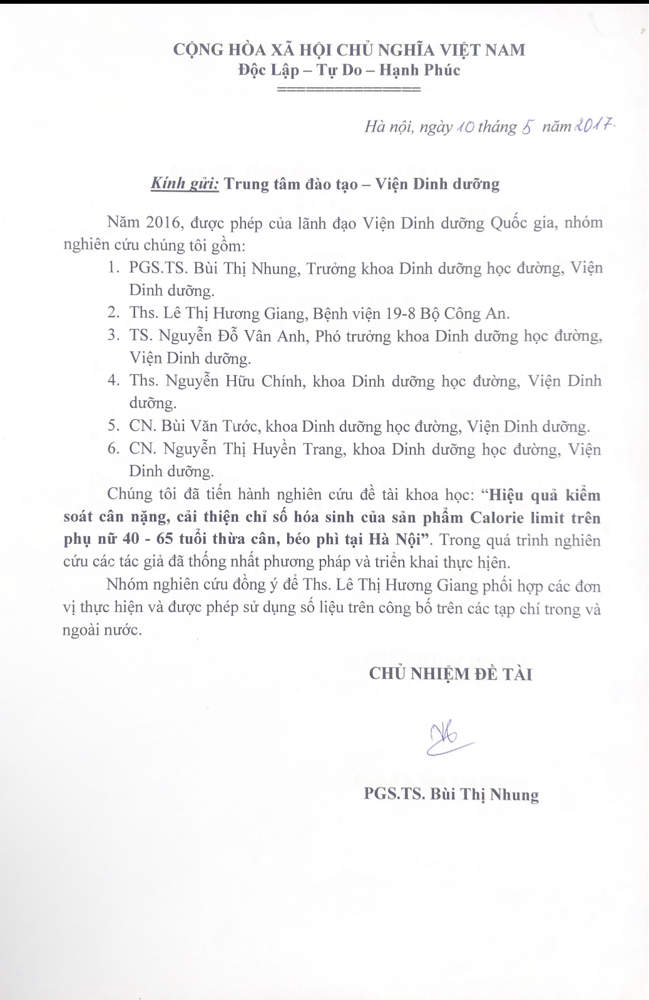 CỘNG HÒA XÃ HỘI CHỦ NGHĨA VIỆT NAM
Độc Lập – Tự Do – Hạnh Phúc
===============
Hà nội, ngày 10 tháng 5 năm 2017.
Kính gửi: Trung tâm đào tạo – Viện Dinh dưỡng
Năm 2016, được phép của lãnh đạo Viện Dinh dưỡng Quốc gia, nhóm
nghiên cứu chúng tôi gồm:
1. PGS.TS. Bùi Thị Nhung, Trưởng khoa Dinh dưỡng học đường, Viện
Dinh dưỡng.
2. Ths. Lê Thị Hương Giang, Bệnh viện 19-8 Bộ Công An.
3. TS. Nguyễn Đỗ Vân Anh, Phó trưởng khoa Dinh dưỡng học đường,
Viện Dinh dưỡng.
4. Ths. Nguyễn Hữu Chính, khoa Dinh dưỡng học đường, Viện Dinh
dưỡng.
5. CN. Bùi Văn Tước, khoa Dinh dưỡng học đường, Viện Dinh dưỡng.
6. CN. Nguyễn Thị Huyền Trang, khoa Dinh dưỡng học đường, Viện
Dinh dưỡng.
Chúng tôi đã tiến hành nghiên cứu đề tài khoa học: “Hiệu quả kiểm
soát cân nặng, cải thiện chỉ số hóa sinh của sản phẩm Calorie limit trên
phụ nữ 40 - 65 tuổi thừa cân, béo phì tại Hà Nội”. Trong quá trình nghiên
cứu các tác giả đã thống nhất phương pháp và triển khai thực hiện.
Nhóm nghiên cứu đồng ý để Ths. Lê Thị Hương Giang phối hợp các đơn
vị thực hiện và được phép sử dụng số liệu trên công bố trên các tạp chí trong và
ngoài nước.
CHỦ NHIỆM ĐỀ TÀI
PGS.TS. Bùi Thị Nhung